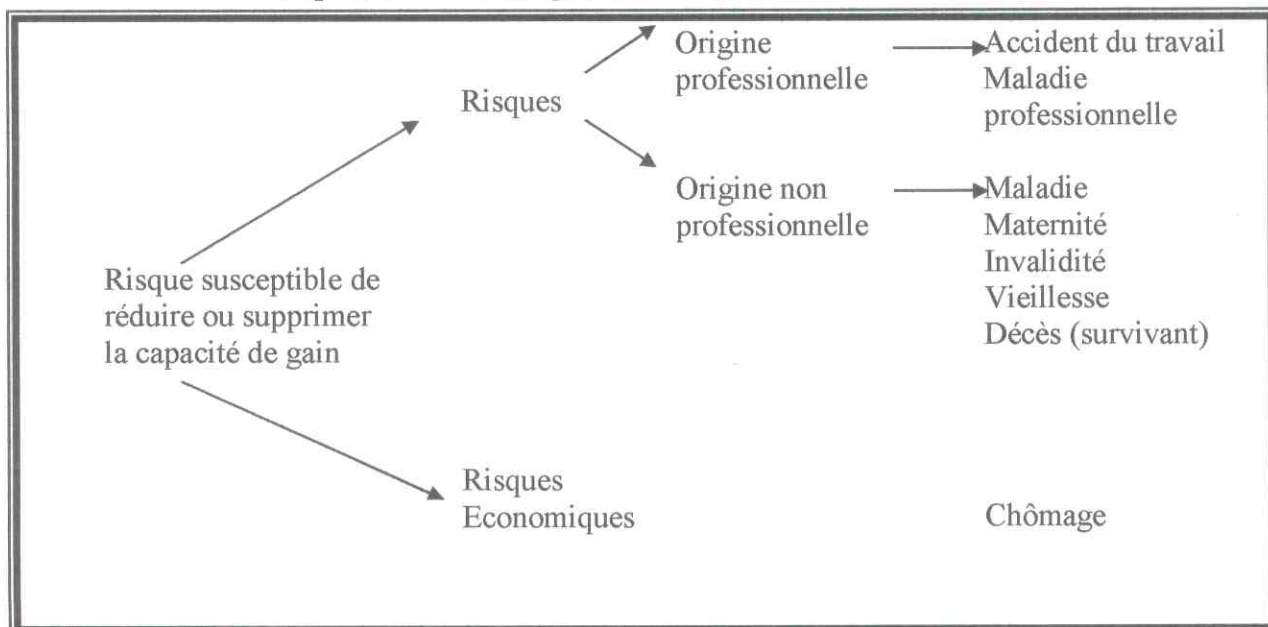 Origine
professionnelle
Accident du travail
Maladie
professionnelle
Risques
Origine non
professionnelle
Maladie
Maternité
Invalidité
Vieillesse
Décès (survivant)
Risque susceptible de
réduire ou supprimer
la capacité de gain
Risques
Economiques
Chômage